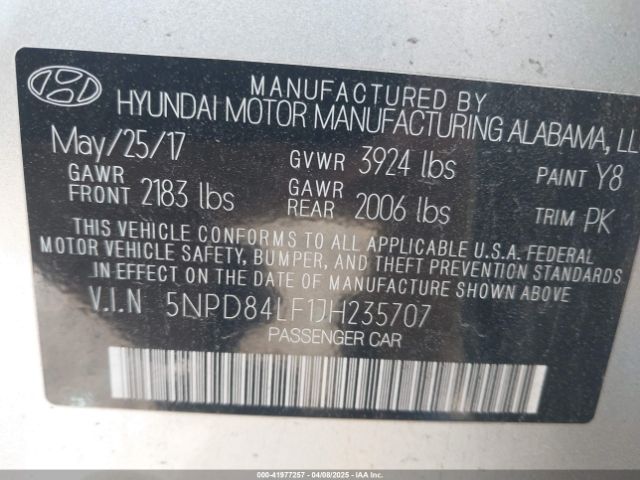 MANUFACTURED BY
HYUNDAI MOTOR MANUFACTURING ALABAMA, LL
May/25/17 GVWR 3924 lbs PAINT Y8
GAWR FRONT 2183 lbs GAWR REAR 2006 lbs TRIM PK
THIS VEHICLE CONFORMS TO ALL APPLICABLE U.S.A. FEDERAL
MOTOR VEHICLE SAFETY, BUMPER, AND THEFT PREVENTION STANDARDS
IN EFFECT ON THE DATE OF MANUFACTURE SHOWN ABOVE.
V.I.N 5NPD84LF1JH235707
PASSENGER CAR
000-41977257 - 04/08/2025 - IAAI.com